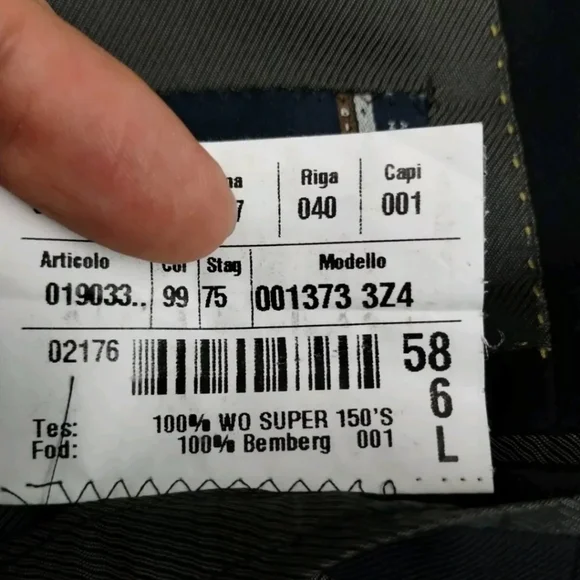 Riga Capi
040 001
Articolo Col Stag Modello
019033.. 99 75 001373 3Z4
02176
58
6
L
Tes: 100% WO SUPER 150'S
Fod: 100% Bemberg 001